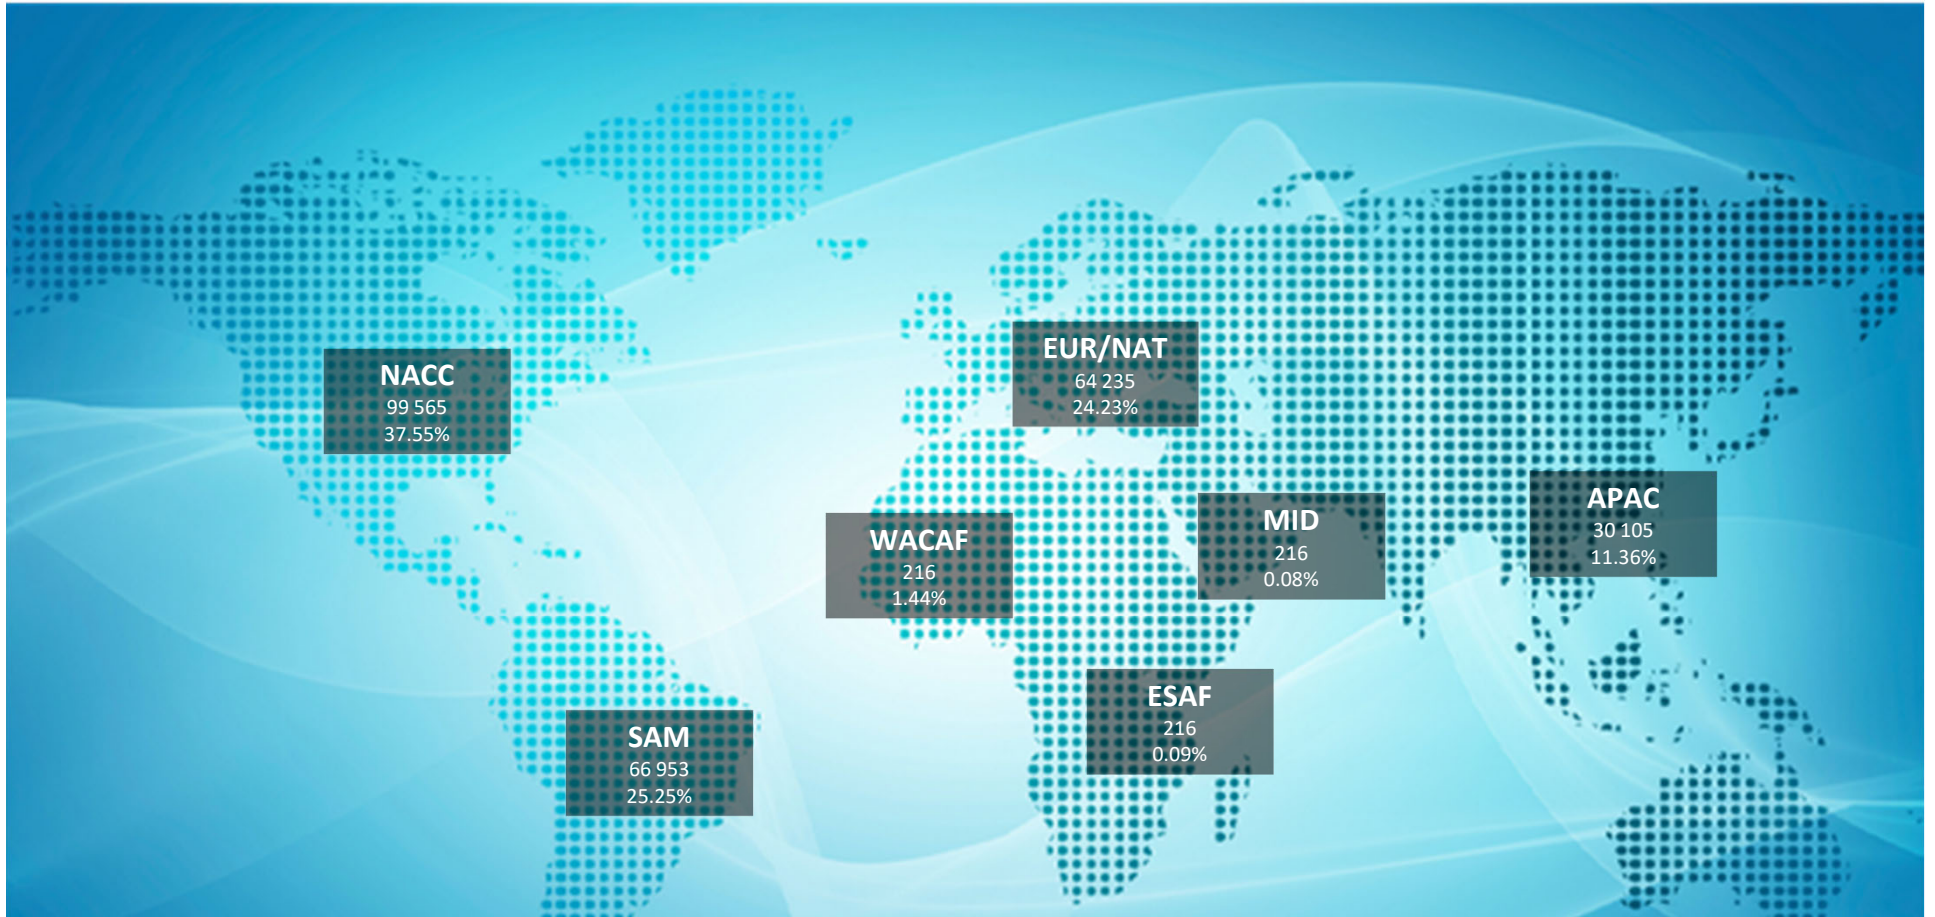 EUR/NAT
64 235
24.23%
NACC
99 565
37.55%
APAC
30 105
11.36%
MID
216
0.08%
WACAF
216
1.44%
ESAF
216
0.09%
SAM
66 953
25.25%